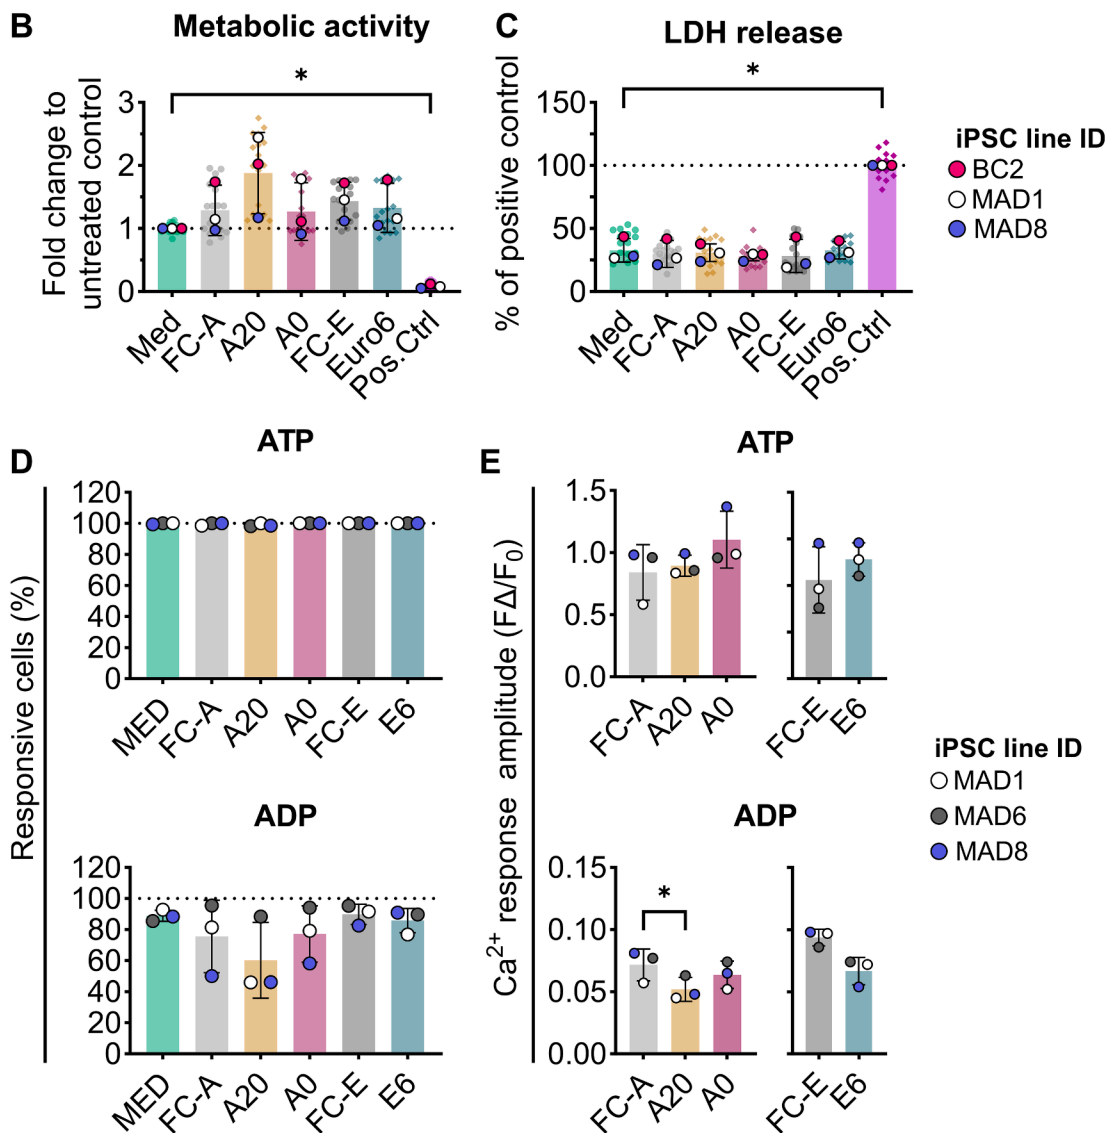 B
Metabolic activity
Fold change to
untreated control
3
2
1
0
*
Med
FC-A
A20
A0
FC-E
Euro6
Pos.Ctrl
C
LDH release
% of positive control
150
100
50
0
*
Med
FC-A
A20
A0
FC-E
Euro6
Pos.Ctrl
iPSC line ID
BC2
MAD1
MAD8
D
Responsive cells (%)
ATP
120
100
80
60
40
20
0
MED
FC-A
A20
A0
FC-E
E6
ADP
120
100
80
60
40
20
0
MED
FC-A
A20
A0
FC-E
E6
E
Ca²⁺ response amplitude (FΔ/F₀)
ATP
1.5
1.0
0.5
0.0
FC-A
A20
A0
FC-E
E6
ADP
0.15
0.10
0.05
0.00
*
FC-A
A20
A0
FC-E
E6
iPSC line ID
MAD1
MAD6
MAD8